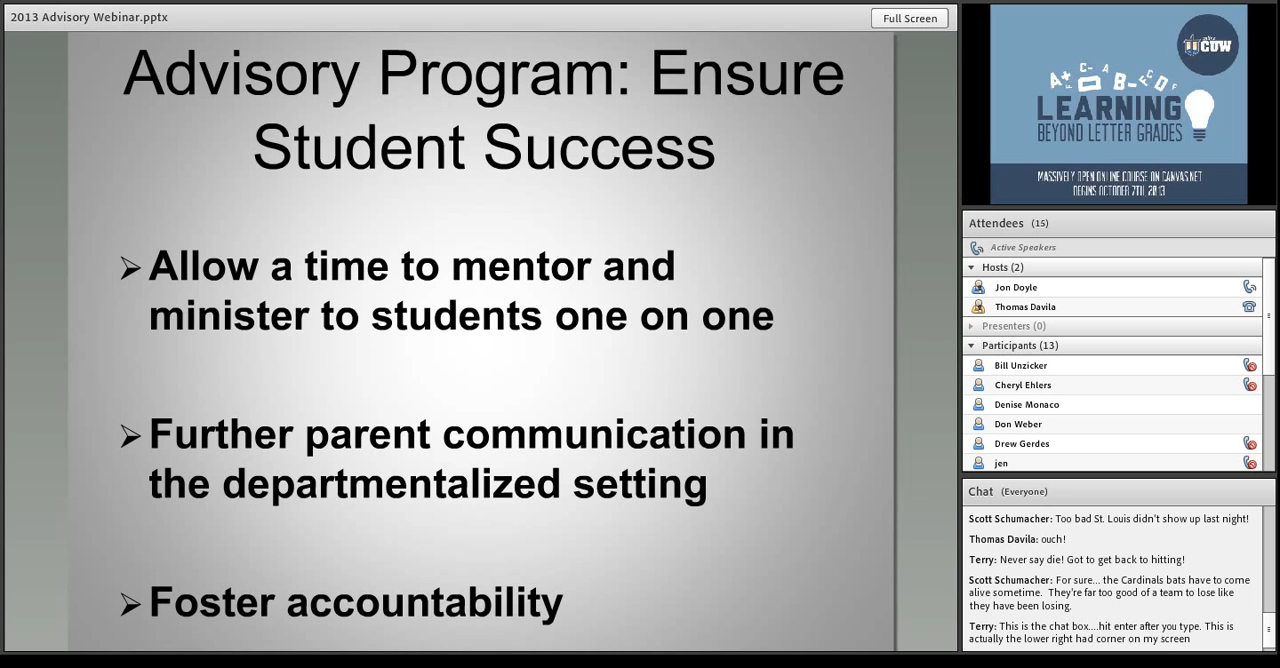 2013 Advisory Webinar.pptx
Full Screen
Advisory Program: Ensure
Student Success
Allow a time to mentor and
minister to students one on one
Further parent communication in
the departmentalized setting
Foster accountability
CUW
A+ C- A B- F C D F
LEARNING
BEYOND LETTER GRADES
MASSIVELY OPEN ONLINE COURSE ON CANVAS.NET
BEGINS OCTOBER 7TH, 2013
Attendees (15)
Active Speakers
Hosts (2)
Jon Doyle
Thomas Davila
Presenters (0)
Participants (13)
Bill Unzicker
Cheryl Ehlers
Denise Monaco
Don Weber
Drew Gerdes
jen
Chat (Everyone)
Scott Schumacher: Too bad St. Louis didn't show up last night!
Thomas Davila: ouch!
Terry: Never say die! Got to get back to hitting!
Scott Schumacher: For sure... the Cardinals bats have to come
alive sometime. They're far too good of a team to lose like
they have been losing.
Terry: This is the chat box....hit enter after you type. This is
actually the lower right had corner on my screen